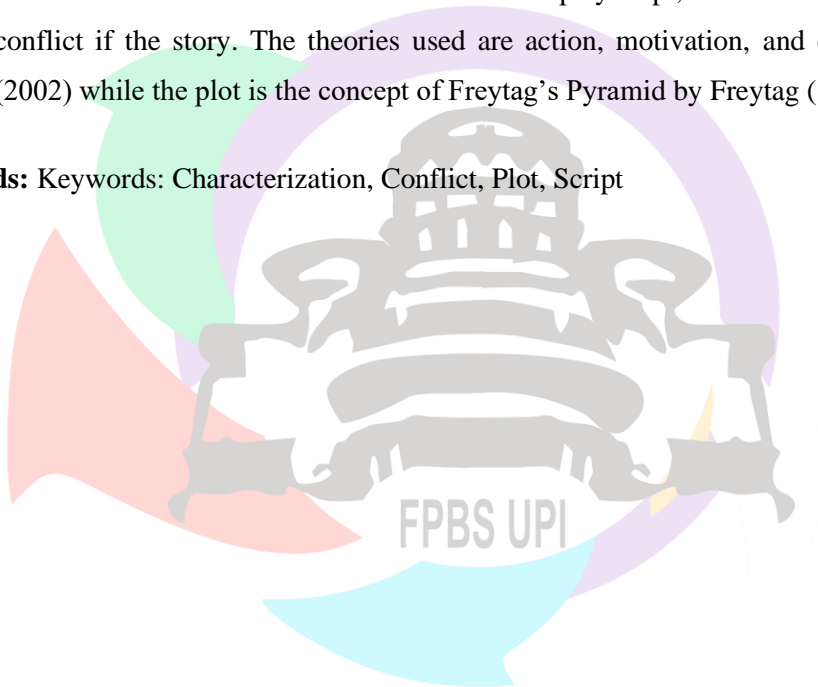 conflict if the story. The theories used are action, motivation, and
(2002) while the plot is the concept of Freytag’s Pyramid by Freytag (
Keywords: Characterization, Conflict, Plot, Script
FPBS UPI